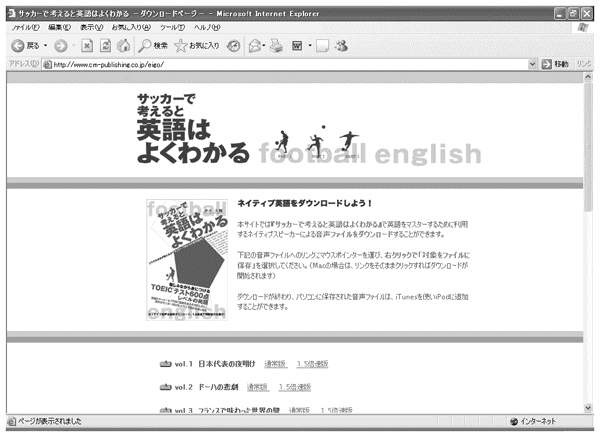 サッカーで考えると英語はよくわかる －ダウンロードページ－ - Microsoft Internet Explorer
ファイル(F) 編集(E) 表示(V) お気に入り(A) ツール(T) ヘルプ(H)
戻る 検索 お気に入り
アドレス(D) http://www.cm-publishing.co.jp/eigo/ 移動 リンク
サッカーで
考えると
英語は
よくわかる
football english
ネイティブ英語をダウンロードしよう！
本サイトでは『サッカーで考えると英語はよくわかる』で英語をマスターするために利用
するネイティブスピーカーによる音声ファイルをダウンロードすることができます。
下記の音声ファイルへのリンクにマウスポインターを運び、右クリックで『対象をファイルに
保存』を選択してください。（Macの場合は、リンクをそのままクリックすればダウンロードが
開始されます）
ダウンロードが終わり、パソコンに保存された音声ファイルは、iTunesを使いiPodに追加
することができます。
football
サッカーで
考えると
英語は
よくわかる
TOEICテスト600点
レベルの英語
english
vol.1 日本代表の夜明け 通常版 1.5倍速版
vol.2 ドーハの悲劇 通常版 1.5倍速版
vol.3 フランスで味わった世界の壁 通常版 1.5倍速版
ページが表示されました インターネット